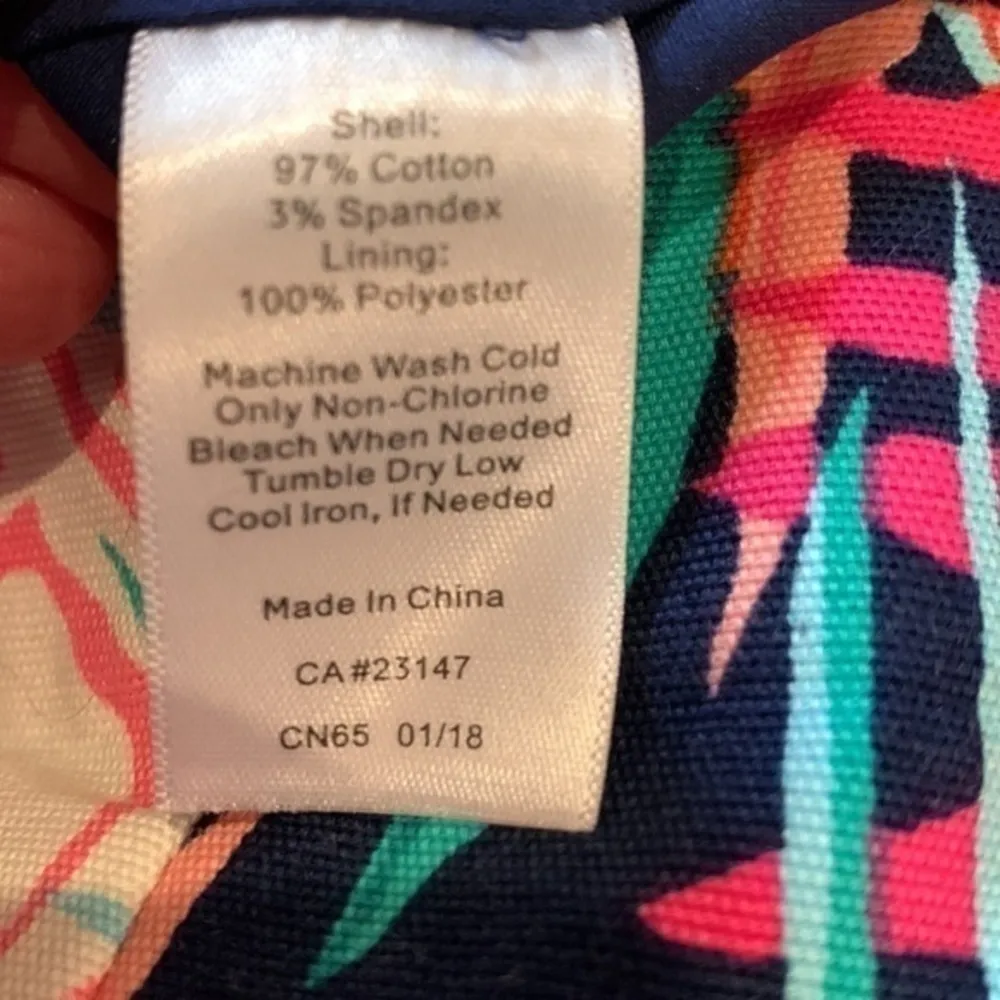 Shell:
97% Cotton
3% Spandex
Lining:
100% Polyester
Machine Wash Cold
Only Non-Chlorine
Bleach When Needed
Tumble Dry Low
Cool Iron, If Needed
Made In China
CA#23147
CN65 01/18